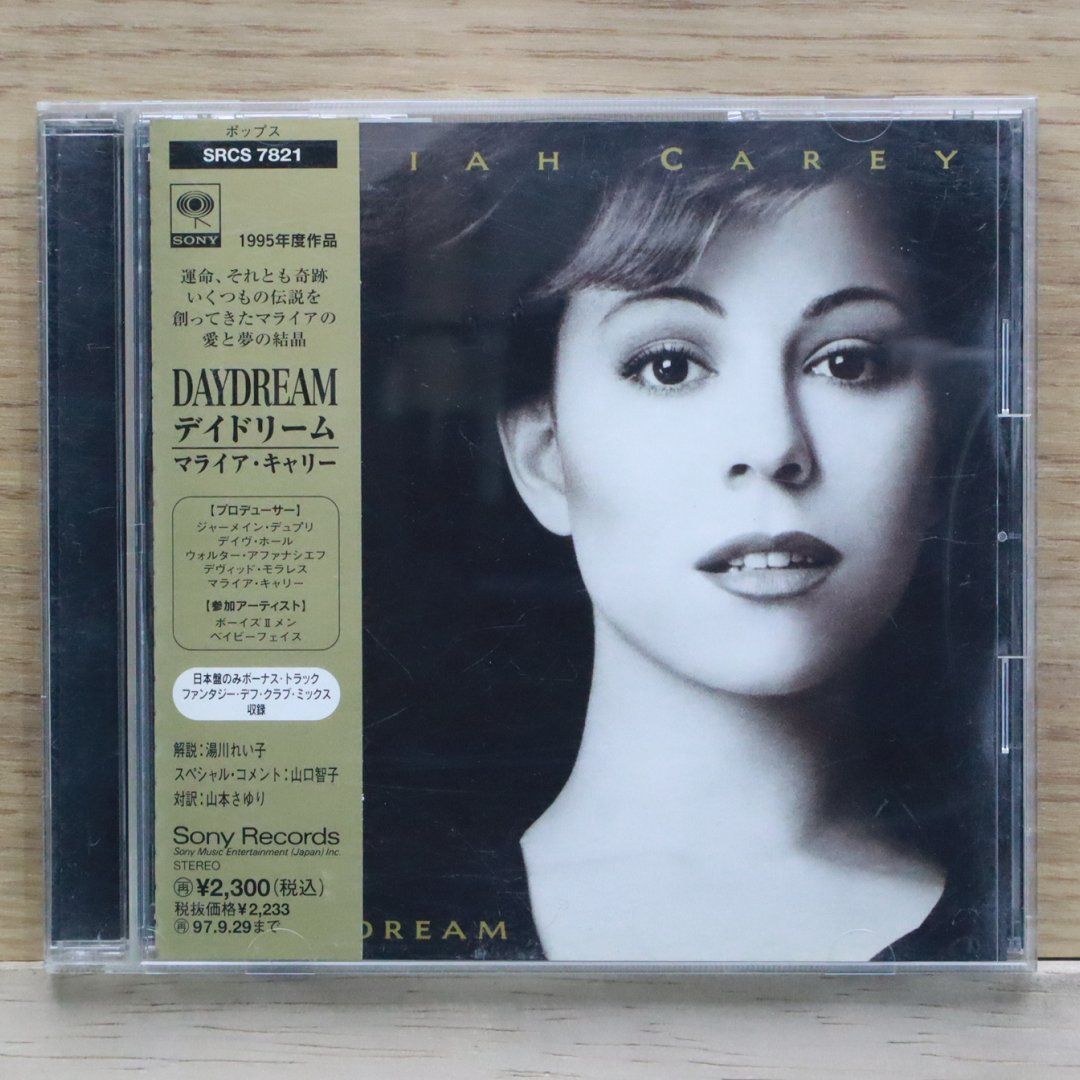 ポップス
SRCS 7821
SONY
1995年度作品
運命、それとも奇跡
いくつもの伝説を
創ってきたマライアの
愛と夢の結晶
DAYDREAM
デイドリーム
マライア・キャリー
【プロデューサー】
ジャーメイン・デュプリ
デイヴ・ホール
ウォルター・アファナシエフ
デヴィッド・モラレス
マライア・キャリー
【参加アーティスト】
ボーイズⅡメン
ベイビーフェイス
日本盤のみボーナス・トラック
ファンタジー・デフ・クラブ・ミックス
収録
解説：湯川れい子
スペシャル・コメント：山口智子
対訳：山本さゆり
Sony Records
Sony Music Entertainment (Japan) Inc.
STEREO
㊐¥2,300(税込)
税抜価格¥2,233
97.9.29まで
IAH CAREY
DREAM